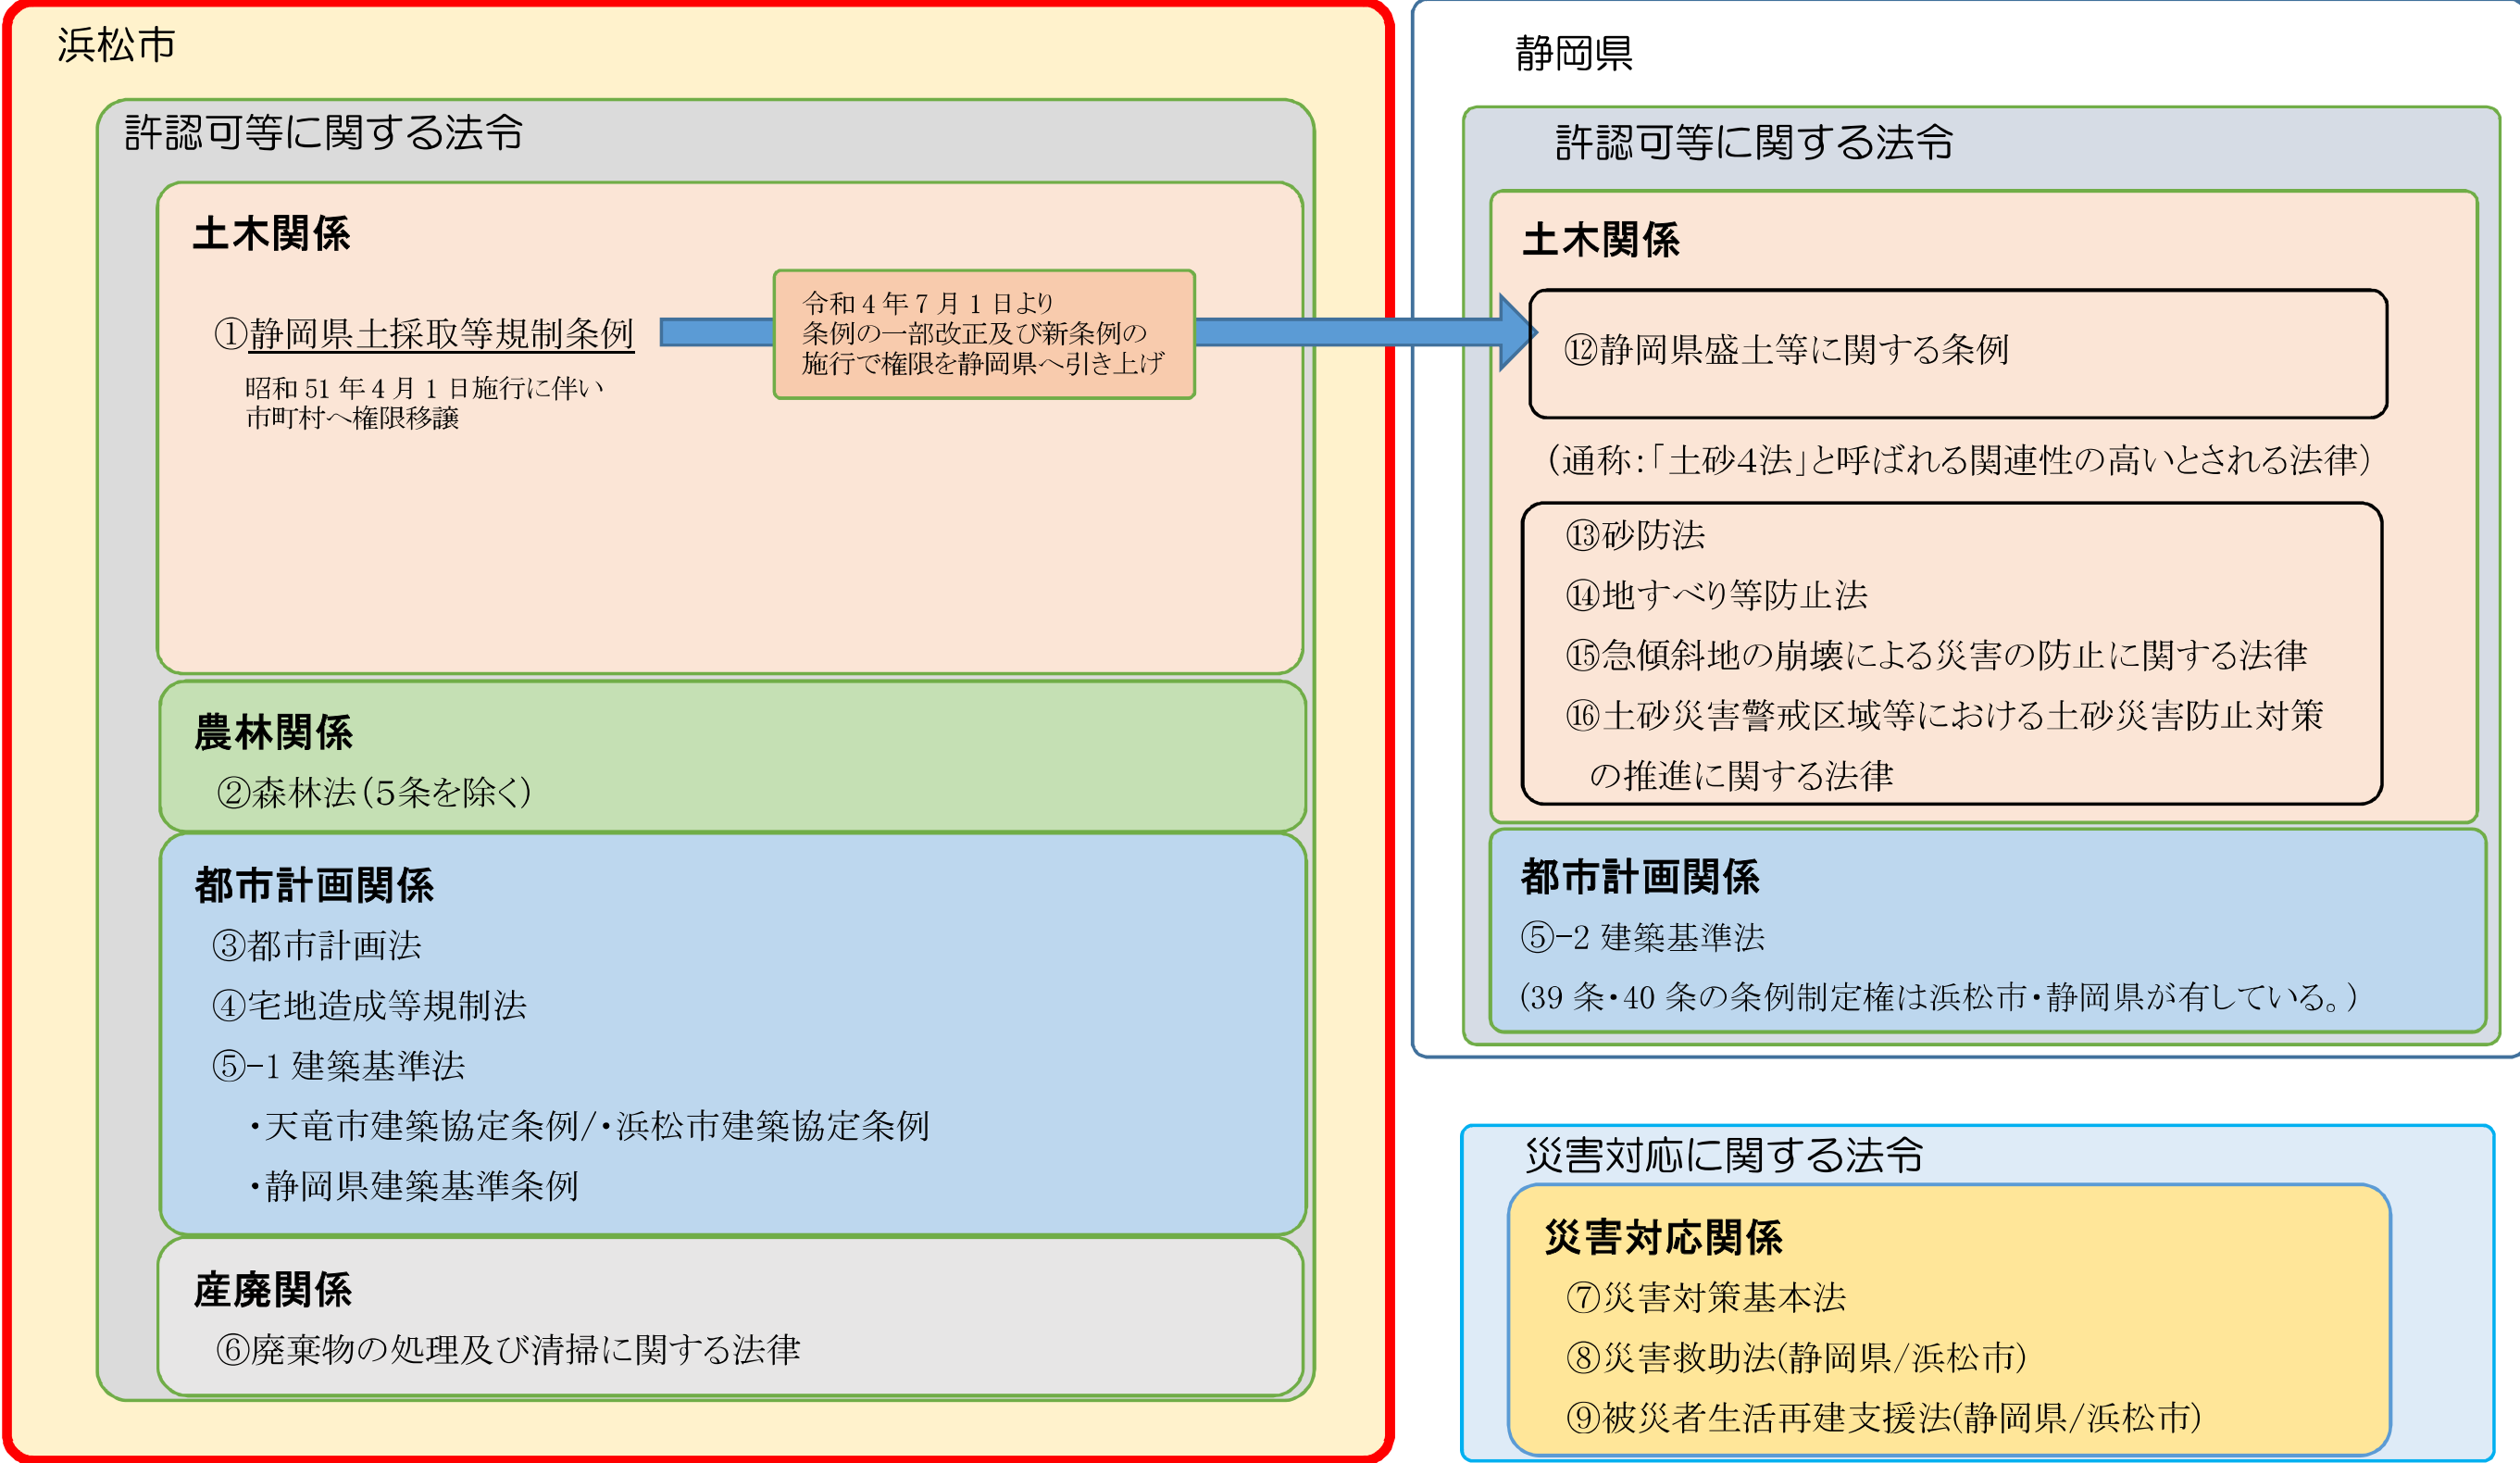 浜松市
許認可等に関する法令
土木関係
①静岡県土採取等規制条例
昭和 51 年 4 月 1 日施行に伴い
市町村へ権限移譲
令和 4 年 7 月 1 日より
条例の一部改正及び新条例の
施行で権限を静岡県へ引き上げ
農林関係
②森林法（５条を除く）
都市計画関係
③都市計画法
④宅地造成等規制法
⑤−1 建築基準法
・天竜市建築協定条例/・浜松市建築協定条例
・静岡県建築基準条例
産廃関係
⑥廃棄物の処理及び清掃に関する法律
静岡県
許認可等に関する法令
土木関係
⑫静岡県盛土等に関する条例
（通称：「土砂４法」と呼ばれる関連性の高いとされる法律）
⑬砂防法
⑭地すべり等防止法
⑮急傾斜地の崩壊による災害の防止に関する法律
⑯土砂災害警戒区域等における土砂災害防止対策
の推進に関する法律
都市計画関係
⑤−2 建築基準法
(39 条・40 条の条例制定権は浜松市・静岡県が有している。)
災害対応に関する法令
災害対応関係
⑦災害対策基本法
⑧災害救助法(静岡県/浜松市)
⑨被災者生活再建支援法(静岡県/浜松市)